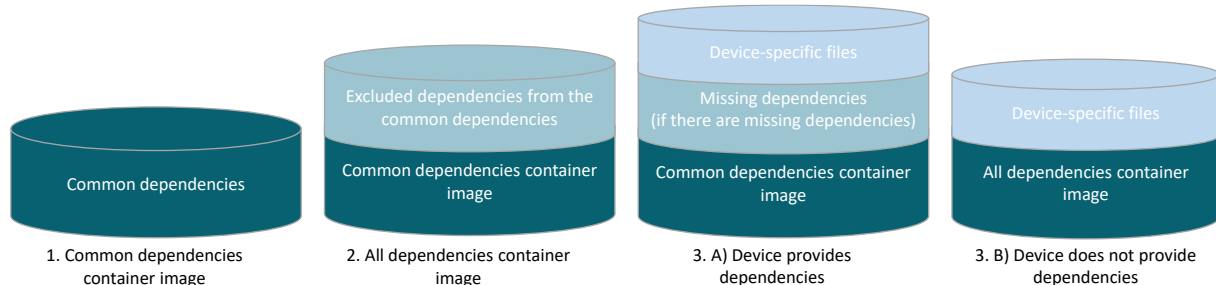 Common dependencies
1. Common dependencies
container image
Excluded dependencies from the
common dependencies
Common dependencies container
image
2. All dependencies container
image
Device-specific files
Missing dependencies
(if there are missing dependencies)
Common dependencies container
image
3. A) Device provides
dependencies
Device-specific files
All dependencies container
image
3. B) Device does not provide
dependencies